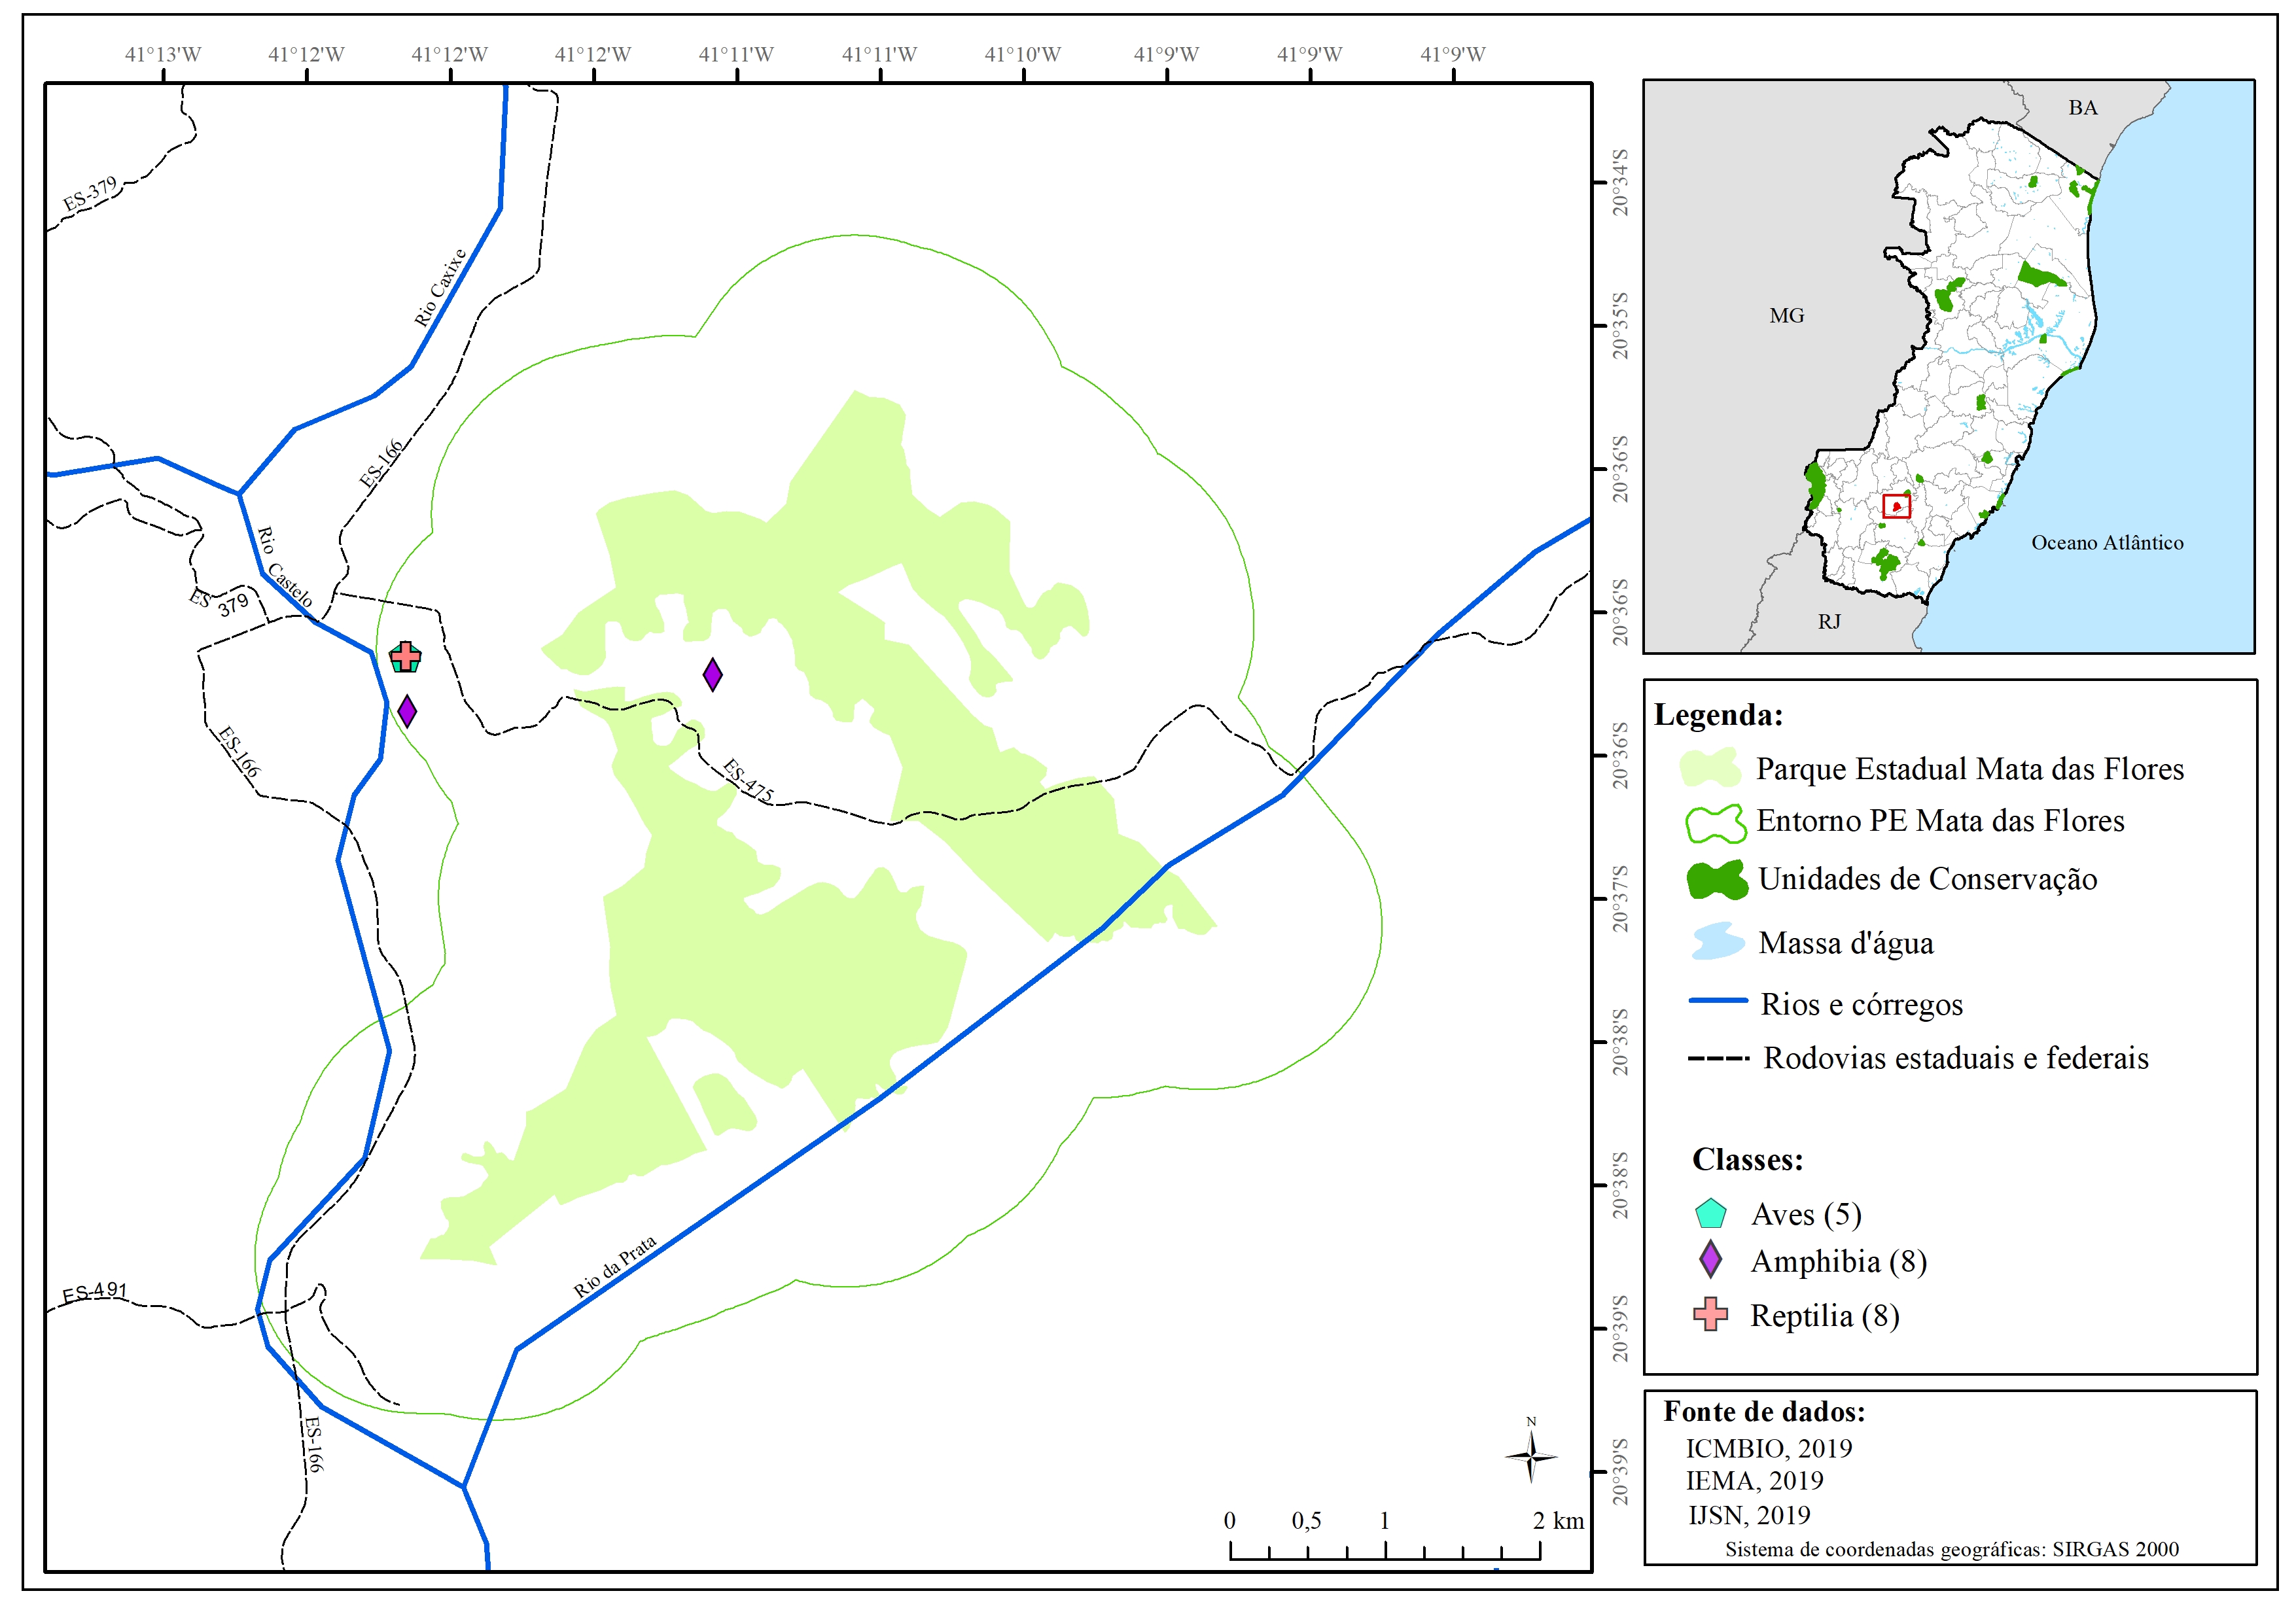 41°13'W 41°12'W 41°12'W 41°12'W 41°11'W 41°11'W 41°10'W 41°9'W 41°9'W 41°9'W
20°34'S
20°35'S
20°36'S
20°36'S
20°36'S
20°37'S
20°38'S
20°38'S
20°39'S
20°39'S
ES-379
Rio Caxixe
ES-166
Rio Castelo
ES 379
ES-166
ES-475
Rio da Prata
ES-491
ES-166
N
0 0,5 1 2 km
BA
MG
Oceano Atlântico
RJ
Legenda:
Parque Estadual Mata das Flores
Entorno PE Mata das Flores
Unidades de Conservação
Massa d'água
Rios e córregos
Rodovias estaduais e federais
Classes:
Aves (5)
Amphibia (8)
Reptilia (8)
Fonte de dados:
ICMBIO, 2019
IEMA, 2019
IJSN, 2019
Sistema de coordenadas geográficas: SIRGAS 2000